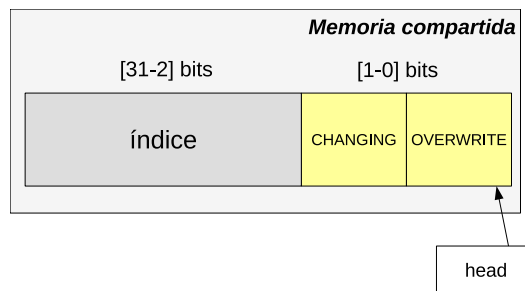 Memoria compartida
[31-2] bits
[1-0] bits
índice
CHANGING
OVERWRITE
head